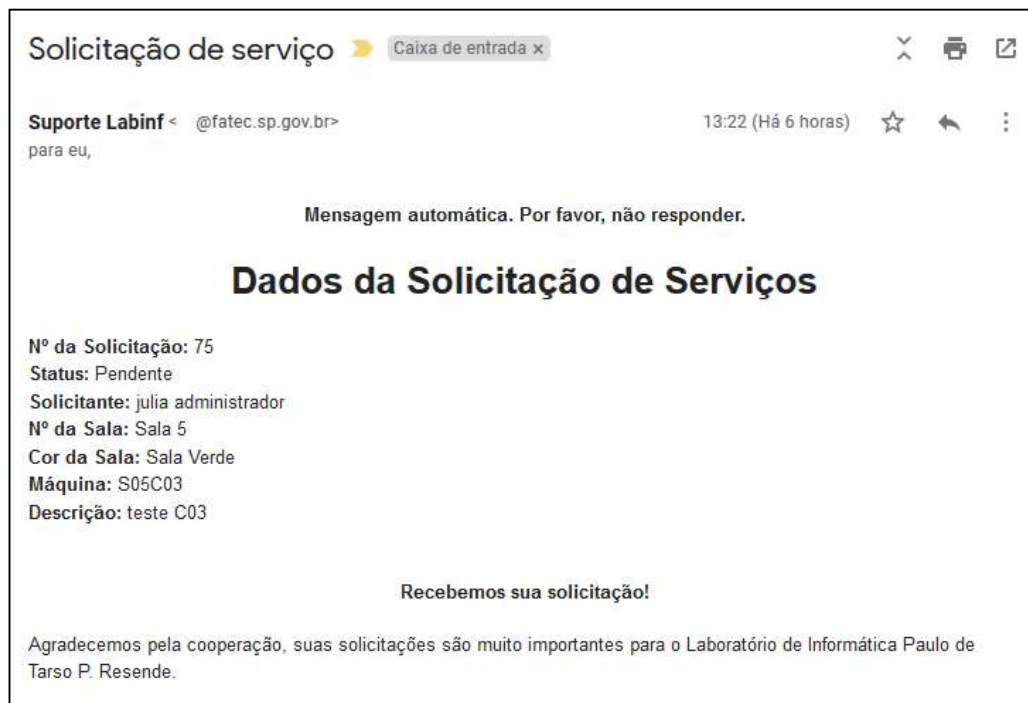 Solicitação de serviço Caixa de entrada x
Suporte Labinf < @fatec.sp.gov.br> 13:22 (Há 6 horas)
para eu,
Mensagem automática. Por favor, não responder.
Dados da Solicitação de Serviços
Nº da Solicitação: 75
Status: Pendente
Solicitante: julia administrador
Nº da Sala: Sala 5
Cor da Sala: Sala Verde
Máquina: S05C03
Descrição: teste C03
Recebemos sua solicitação!
Agradecemos pela cooperação, suas solicitações são muito importantes para o Laboratório de Informática Paulo de
Tarso P. Resende.